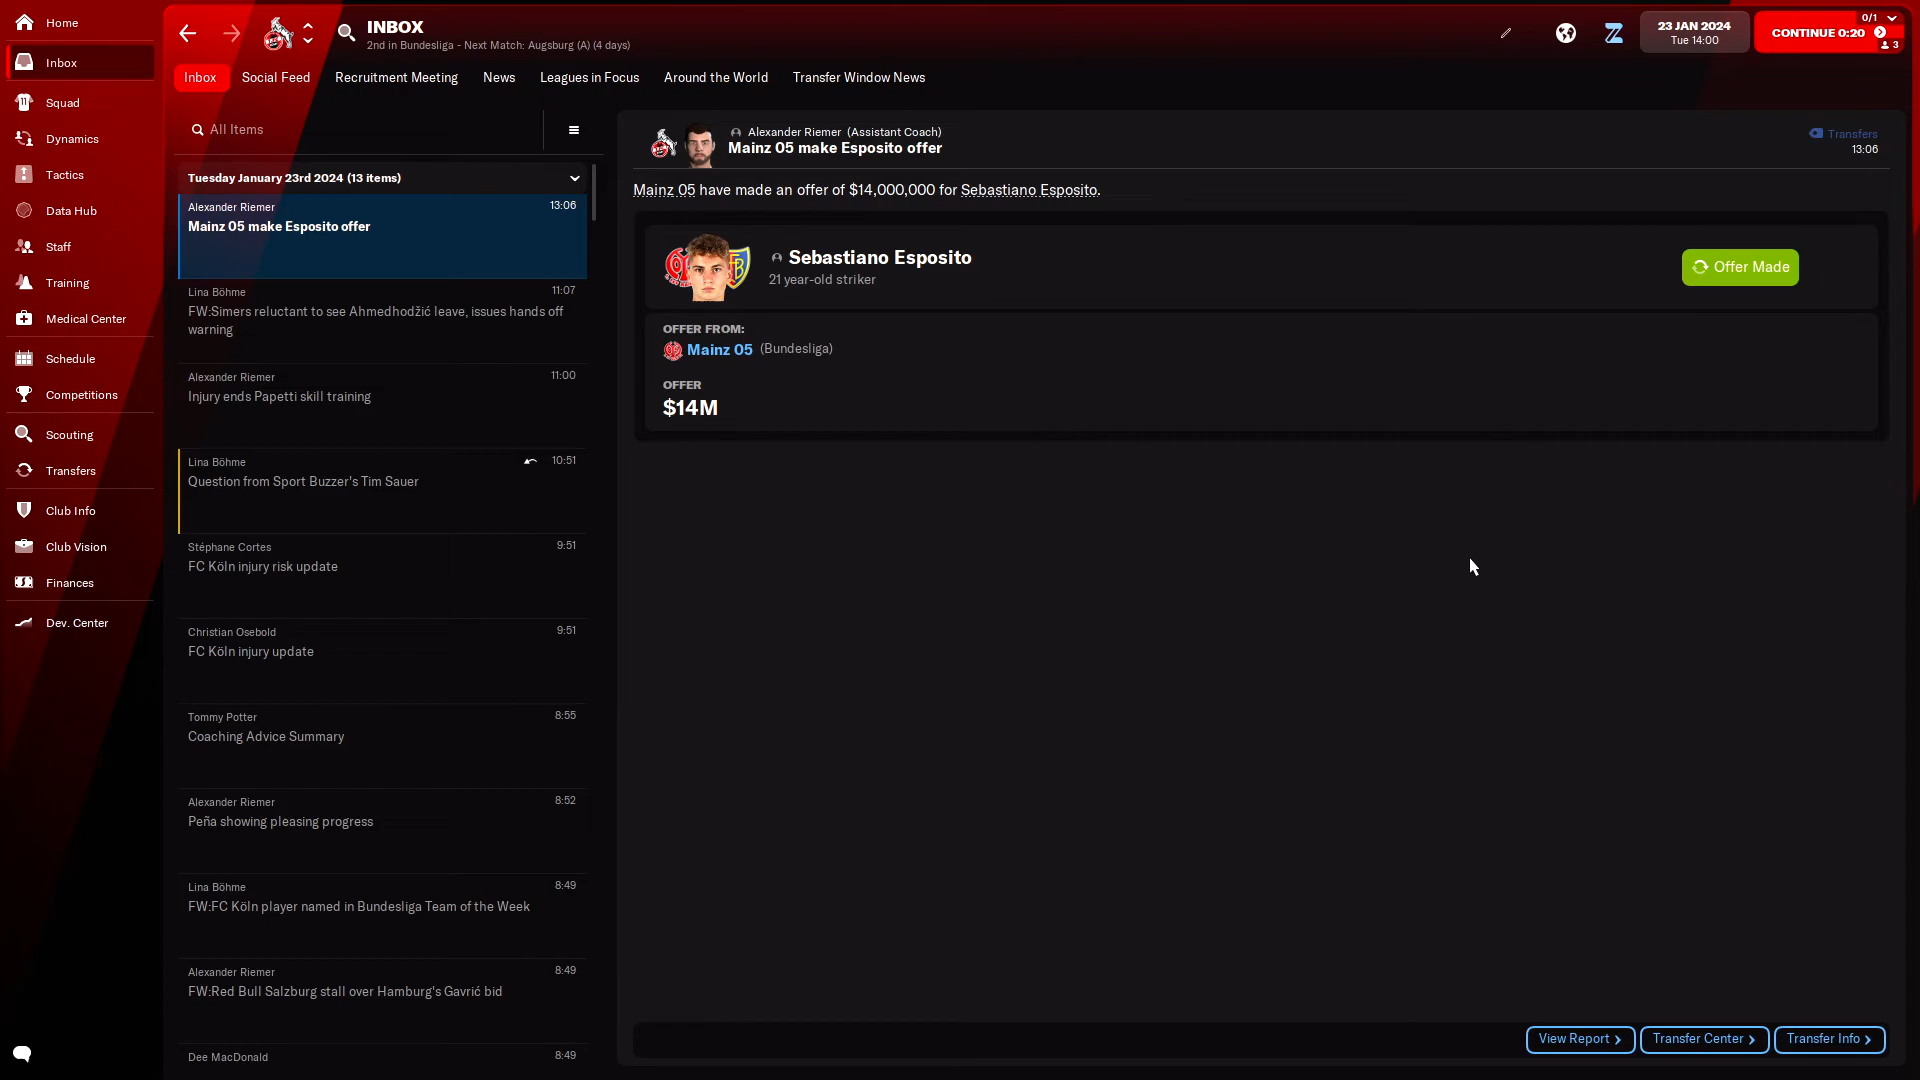 Home
Inbox
Squad
Dynamics
Tactics
Data Hub
Staff
Training
Medical Center
Schedule
Competitions
Scouting
Transfers
Club Info
Club Vision
Finances
Dev. Center
INBOX
2nd in Bundesliga - Next Match: Augsburg (A) (4 days)
23 JAN 2024
Tue 14:00
CONTINUE 0:20
0/1
3
Inbox
Social Feed
Recruitment Meeting
News
Leagues in Focus
Around the World
Transfer Window News
All Items
Tuesday January 23rd 2024 (13 items)
Alexander Riemer
13:06
Mainz 05 make Esposito offer
Lina Böhme
11:07
FW:Simers reluctant to see Ahmedhodžić leave, issues hands off
warning
Alexander Riemer
11:00
Injury ends Papetti skill training
Lina Böhme
10:51
Question from Sport Buzzer's Tim Sauer
Stéphane Cortes
9:51
FC Köln injury risk update
Christian Osebold
9:51
FC Köln injury update
Tommy Potter
8:55
Coaching Advice Summary
Alexander Riemer
8:52
Peña showing pleasing progress
Lina Böhme
8:49
FW:FC Köln player named in Bundesliga Team of the Week
Alexander Riemer
8:49
FW:Red Bull Salzburg stall over Hamburg's Gavrić bid
Dee MacDonald
8:49
Alexander Riemer (Assistant Coach)
Mainz 05 make Esposito offer
Transfers
13:06
Mainz 05 have made an offer of $14,000,000 for Sebastiano Esposito.
Sebastiano Esposito
21 year-old striker
Offer Made
OFFER FROM:
Mainz 05 (Bundesliga)
OFFER
$14M
View Report
Transfer Center
Transfer Info